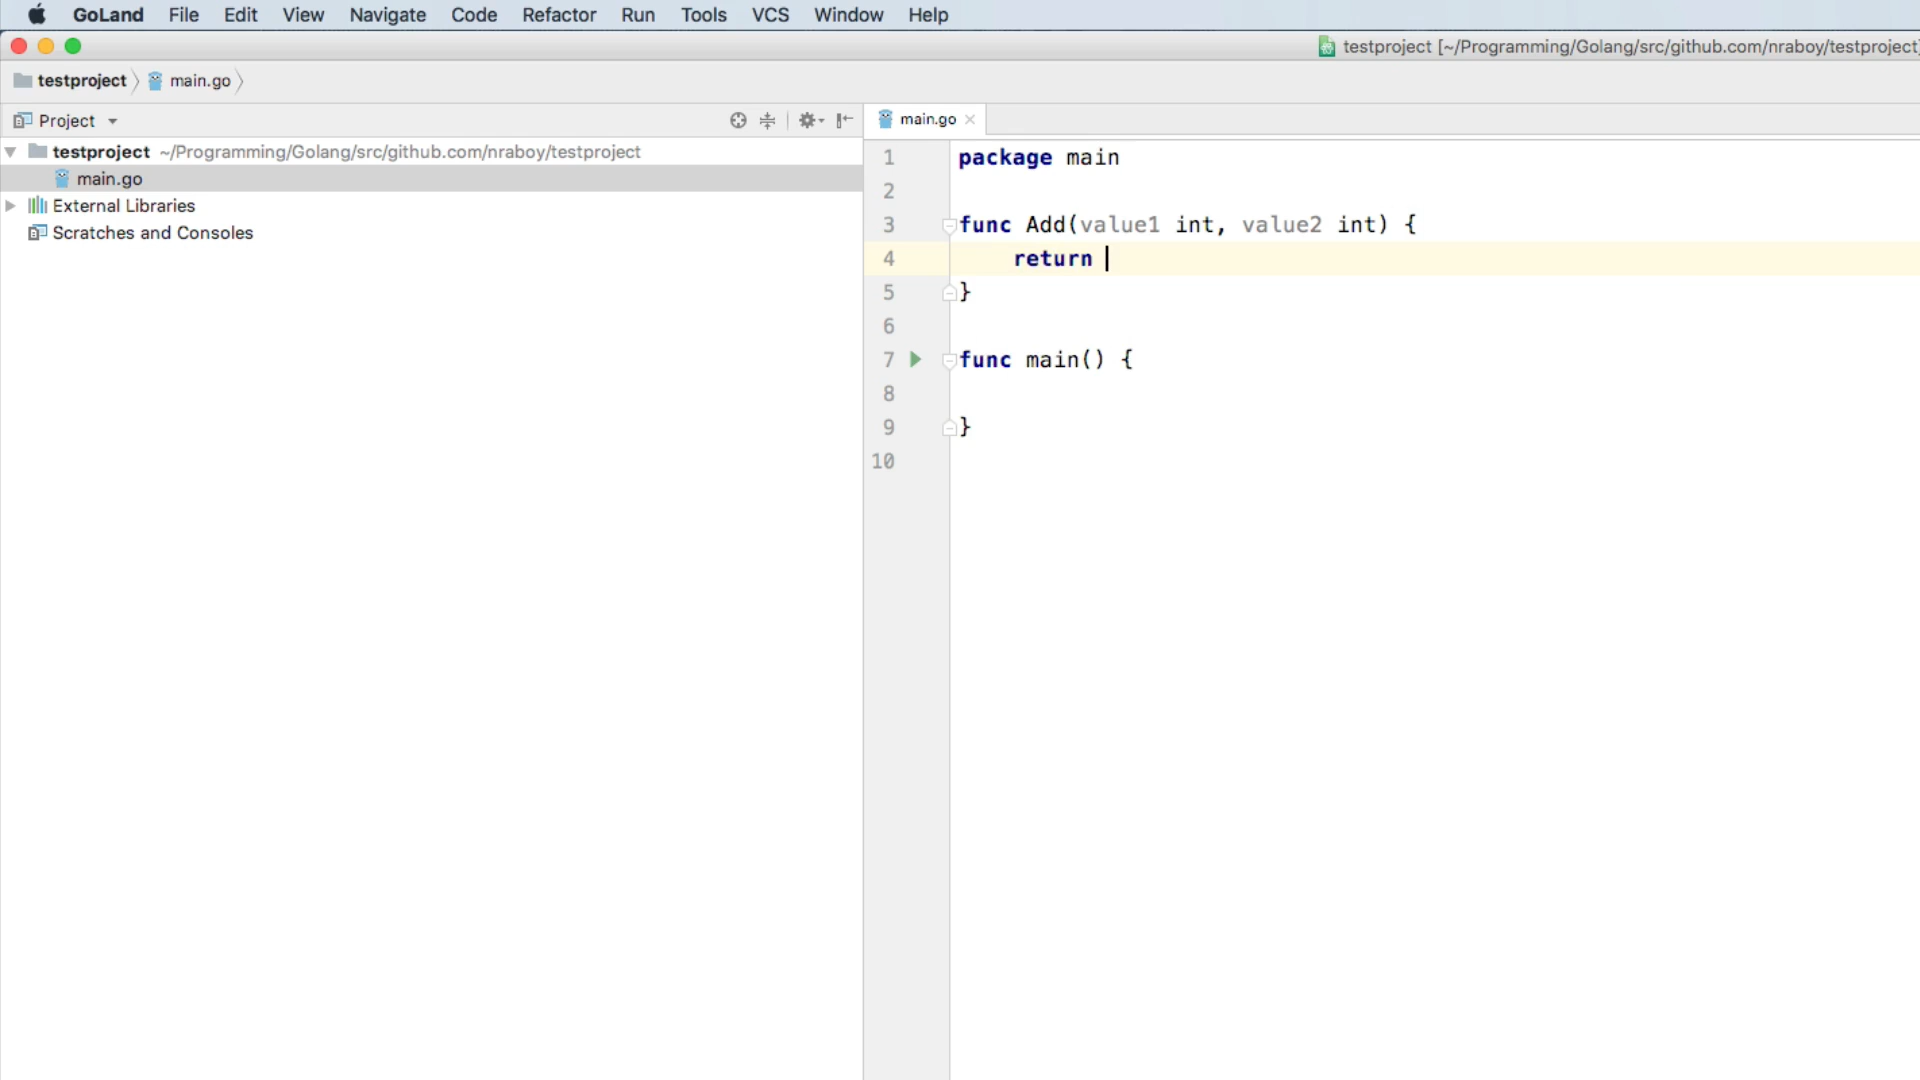 GoLand File Edit View Navigate Code Refactor Run Tools VCS Window Help
testproject [~/Programming/Golang/src/github.com/nraboy/testproject]
testproject main.go
Project
main.go
testproject ~/Programming/Golang/src/github.com/nraboy/testproject
main.go
External Libraries
Scratches and Consoles
1 package main
2
3 func Add(value1 int, value2 int) {
4 return
5 }
6
7 func main() {
8
9 }
10